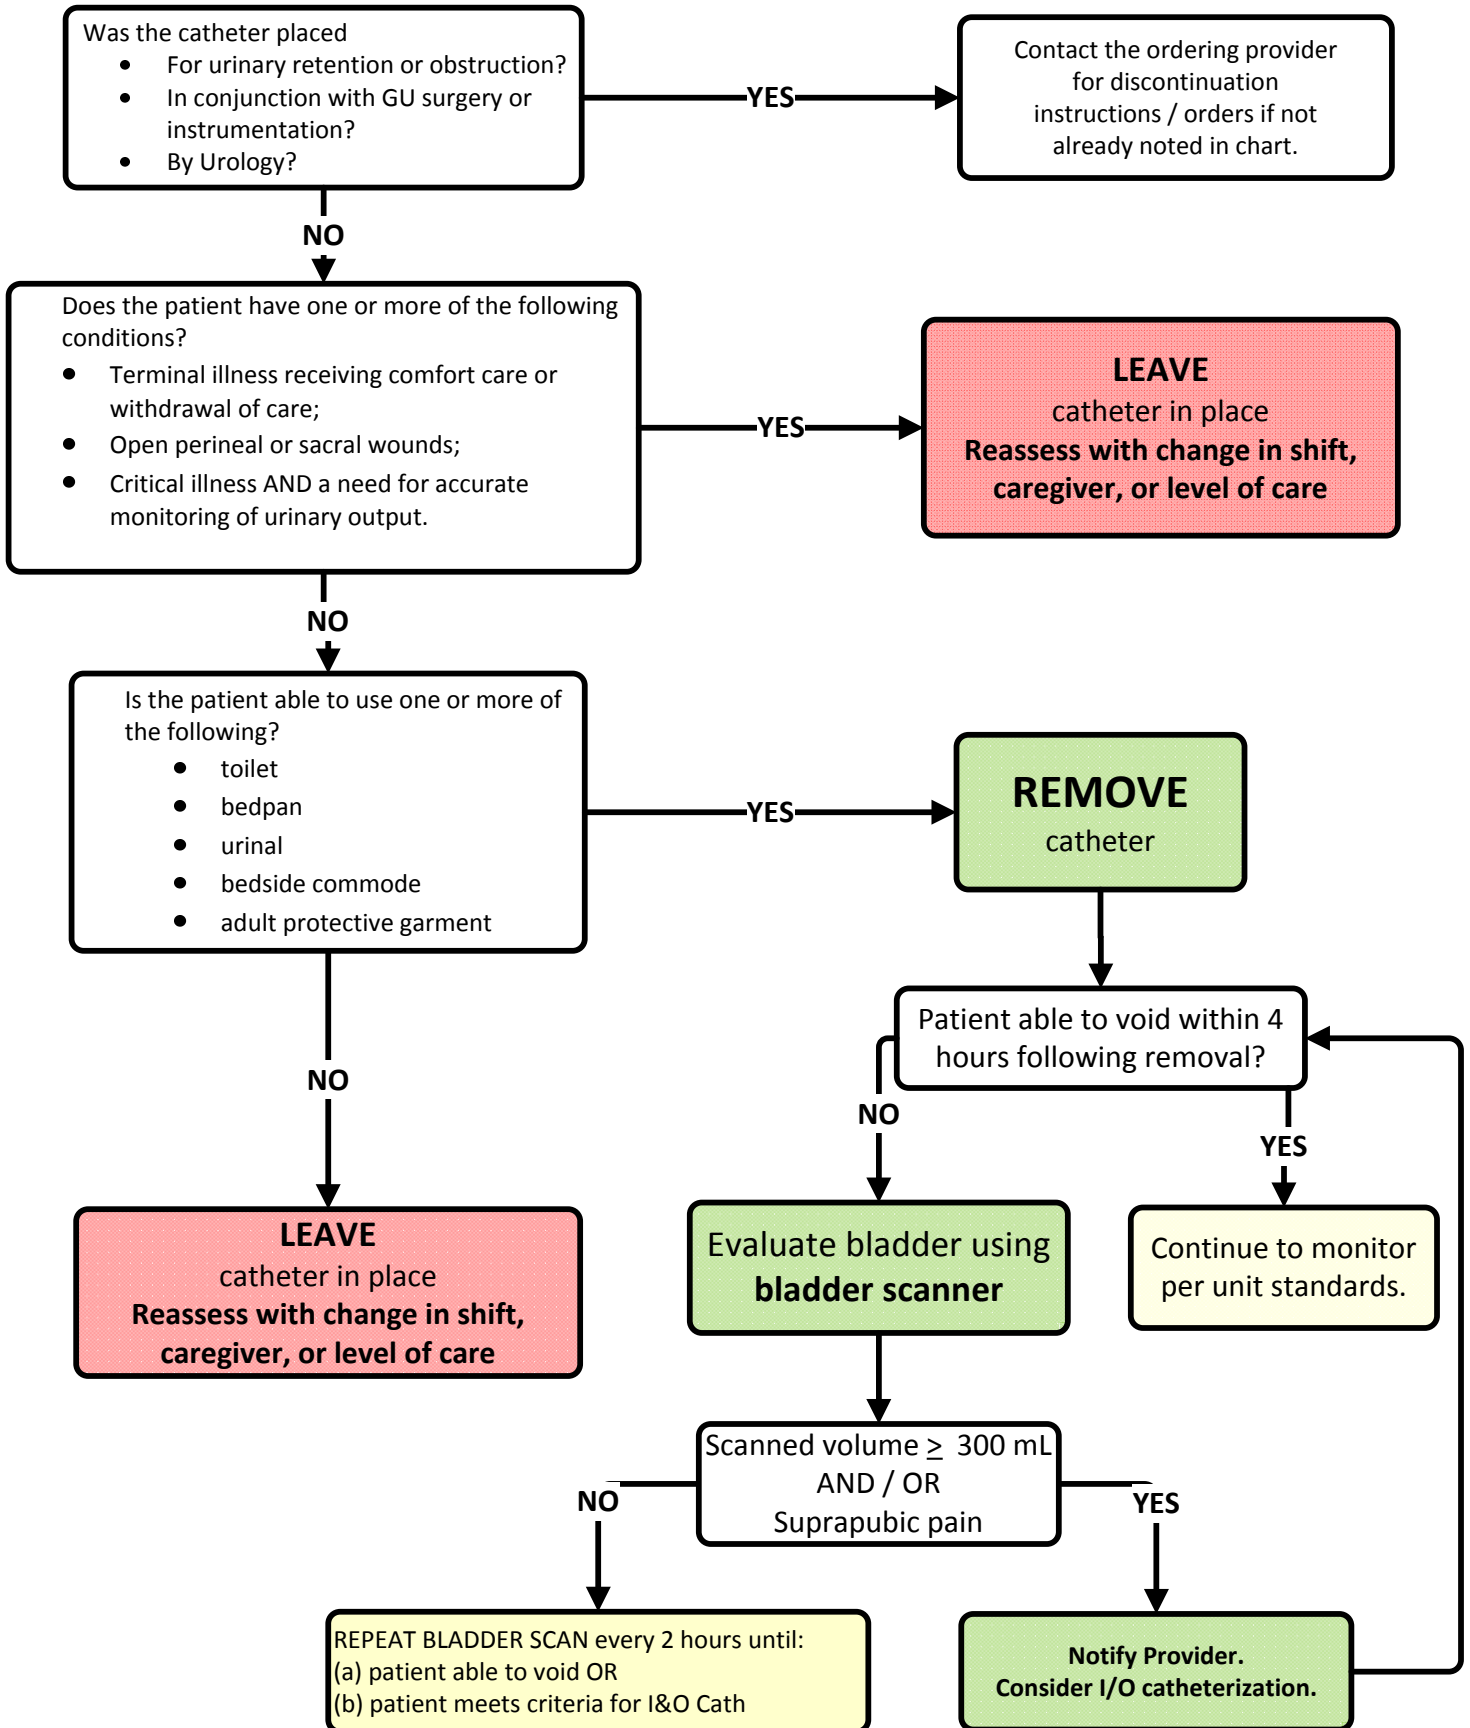 Was the catheter placed
• For urinary retention or obstruction?
• In conjunction with GU surgery or
instrumentation?
• By Urology?
YES
Contact the ordering provider
for discontinuation
instructions / orders if not
already noted in chart.
NO
Does the patient have one or more of the following
conditions?
• Terminal illness receiving comfort care or
withdrawal of care;
• Open perineal or sacral wounds;
• Critical illness AND a need for accurate
monitoring of urinary output.
YES
LEAVE
catheter in place
Reassess with change in shift,
caregiver, or level of care
NO
Is the patient able to use one or more of
the following?
• toilet
• bedpan
• urinal
• bedside commode
• adult protective garment
YES
REMOVE
catheter
NO
LEAVE
catheter in place
Reassess with change in shift,
caregiver, or level of care
Patient able to void within 4
hours following removal?
NO
YES
Evaluate bladder using
bladder scanner
Continue to monitor
per unit standards.
Scanned volume ≥ 300 mL
AND / OR
Suprapubic pain
NO
YES
REPEAT BLADDER SCAN every 2 hours until:
(a) patient able to void OR
(b) patient meets criteria for I&O Cath
Notify Provider.
Consider I/O catheterization.